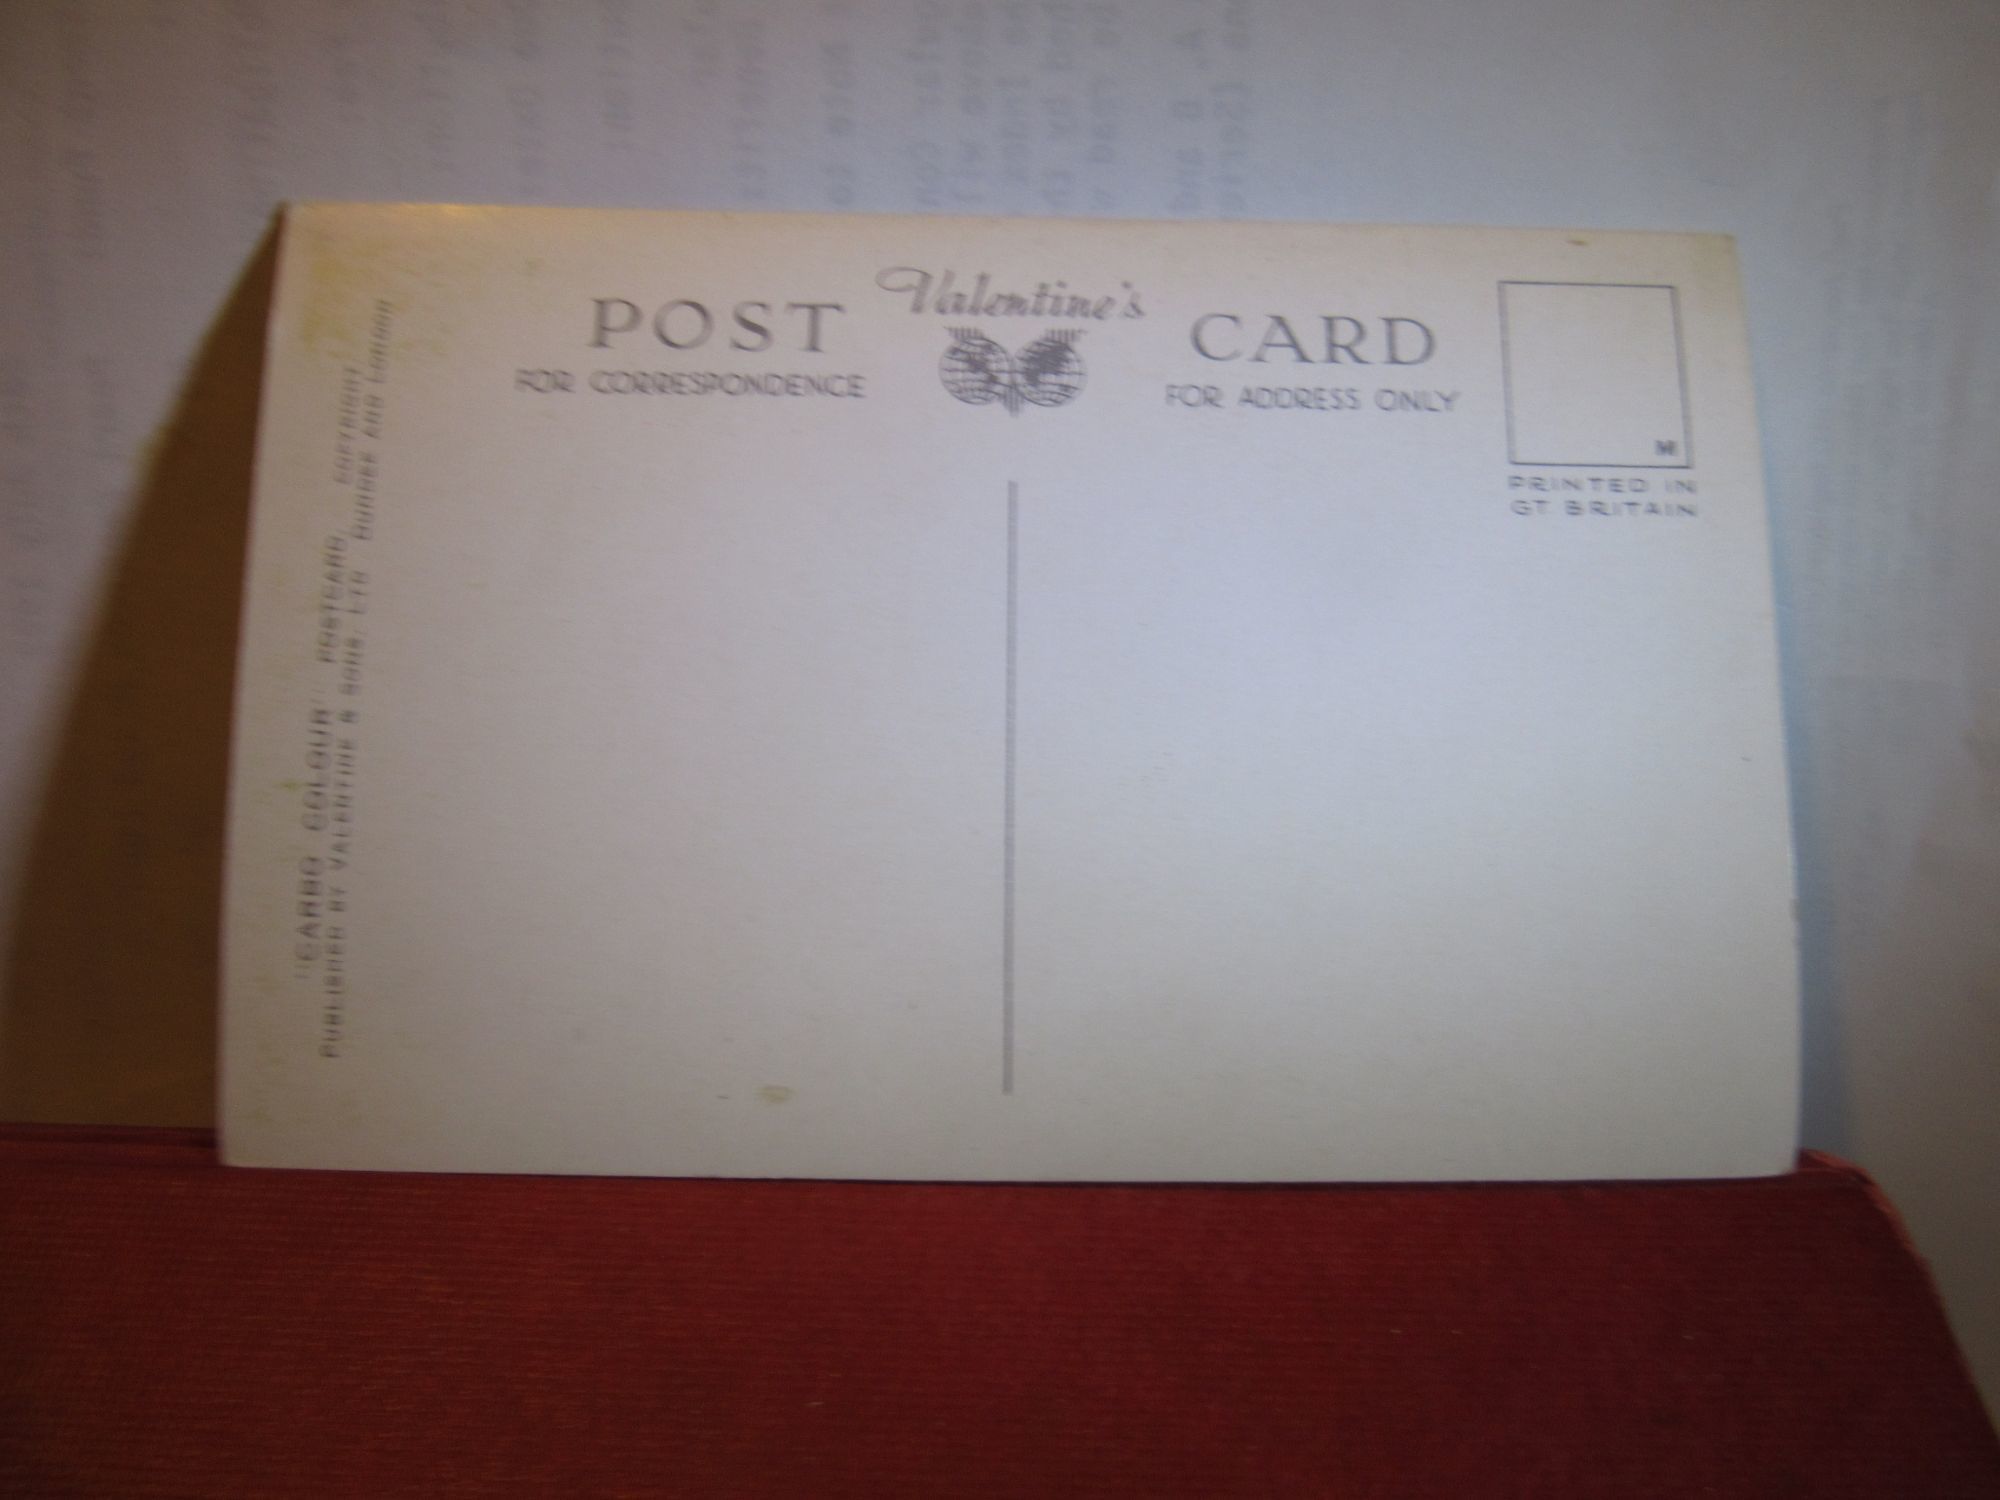 Valentine's
POST CARD
FOR CORRESPONDENCE
FOR ADDRESS ONLY
M
PRINTED IN
GT BRITAIN
"CARBO COLOUR" POSTCARD COPYRIGHT
PUBLISHED BY VALENTINE & SONS, LTD DUNDEE AND LONDON